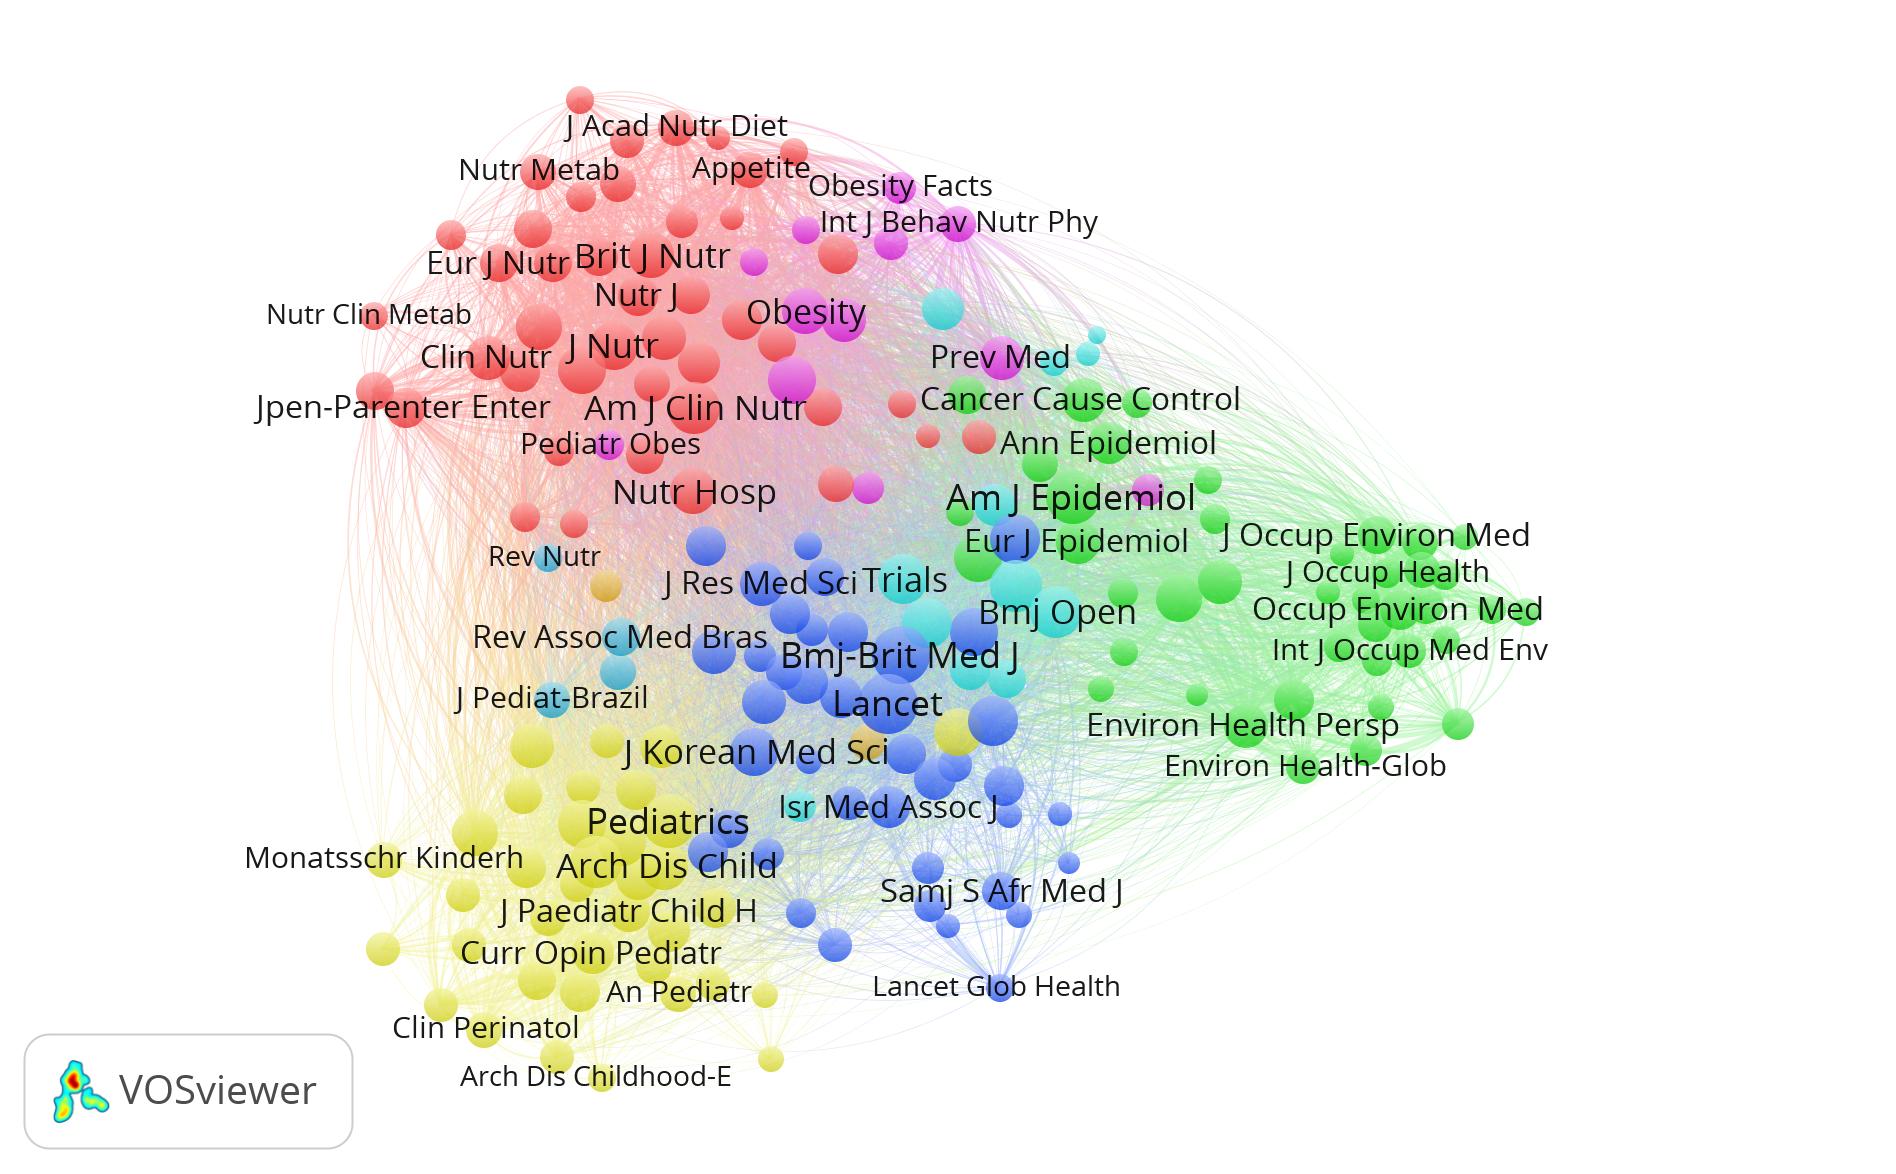 J Acad Nutr Diet
Nutr Metab
Appetite
Obesity Facts
Int J Behav Nutr Phy
Eur J Nutr
Brit J Nutr
Nutr J
Nutr Clin Metab
Obesity
Clin Nutr
J Nutr
Prev Med
Jpen-Parenter Enter
Am J Clin Nutr
Cancer Cause Control
Pediatr Obes
Ann Epidemiol
Nutr Hosp
Am J Epidemiol
Eur J Epidemiol
J Occup Environ Med
Rev Nutr
J Res Med Sci
Trials
J Occup Health
Bmj Open
Occup Environ Med
Rev Assoc Med Bras
Bmj-Brit Med J
Int J Occup Med Env
J Pediat-Brazil
Lancet
Environ Health Persp
J Korean Med Sci
Environ Health-Glob
Isr Med Assoc J
Pediatrics
Monatsschr Kinderh
Arch Dis Child
Samj S Afr Med J
J Paediatr Child H
Curr Opin Pediatr
An Pediatr
Lancet Glob Health
Clin Perinatol
Arch Dis Childhood-E
VOSviewer